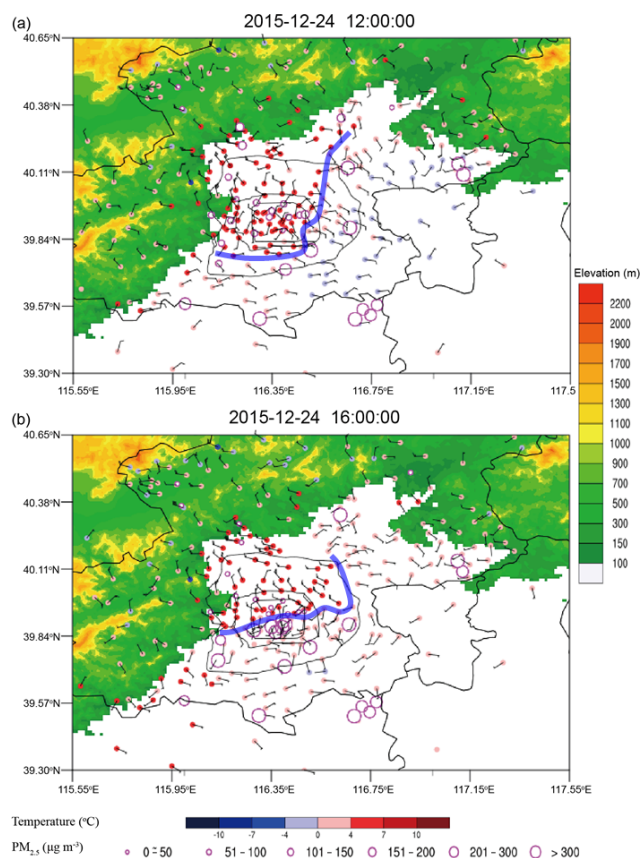 (a) 2015-12-24 12:00:00
40.65°N
40.38°N
40.11°N
39.84°N
39.57°N
39.30°N
115.55°E 115.95°E 116.35°E 116.75°E 117.15°E 117.5
Elevation (m)
2200
2100
1900
1700
1500
1300
1100
1000
900
700
500
300
150
100
(b) 2015-12-24 16:00:00
40.65°N
40.38°N
40.11°N
39.84°N
39.57°N
39.30°N
115.55°E 115.95°E 116.35°E 116.75°E 117.15°E 117.55°E
Temperature (°C)
-10 -7 -4 0 4 7 10
PM2.5 (μg m-3) 0–50 51–100 101–150 151–200 201–300 > 300